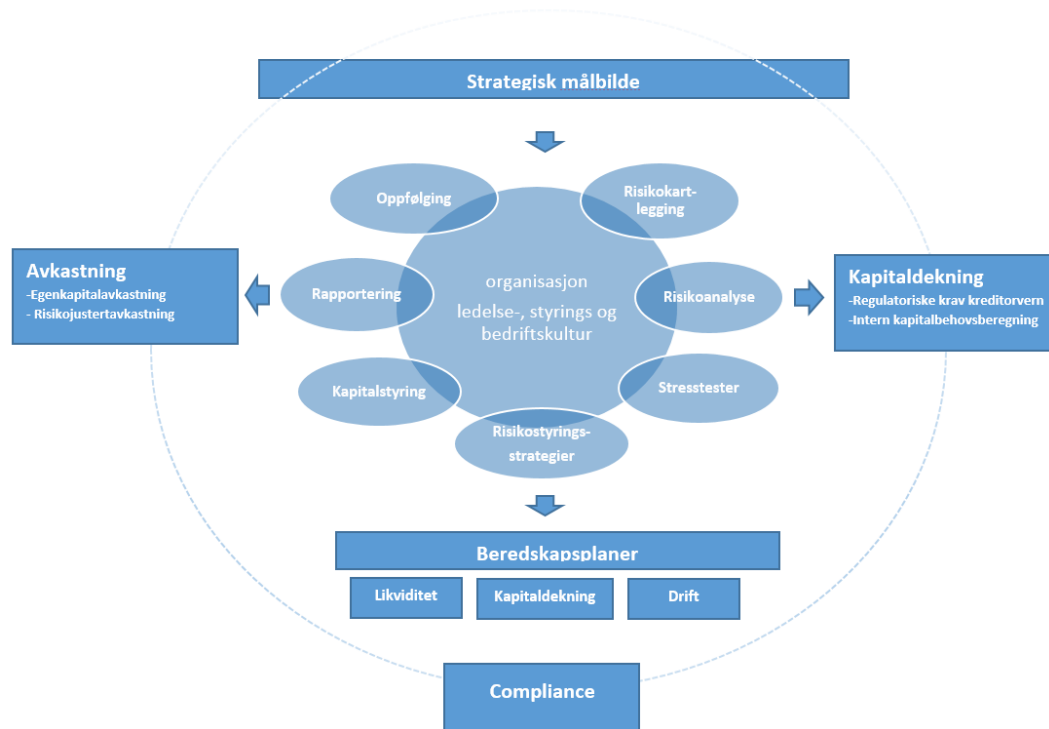 Strategisk målbilde
Oppfølging
Risikokart-
legging
Avkastning
-Egenkapitalavkastning
- Risikojustertavkastning
Rapportering
organisasjon
ledelse-, styrings og
bedriftskultur
Risikoanalyse
Kapitaldekning
-Regulatoriske krav kreditorvern
-Intern kapitalbehovsberegning
Kapitalstyring
Stresstester
Risikostyrings-
strategier
Beredskapsplaner
Likviditet
Kapitaldekning
Drift
Compliance